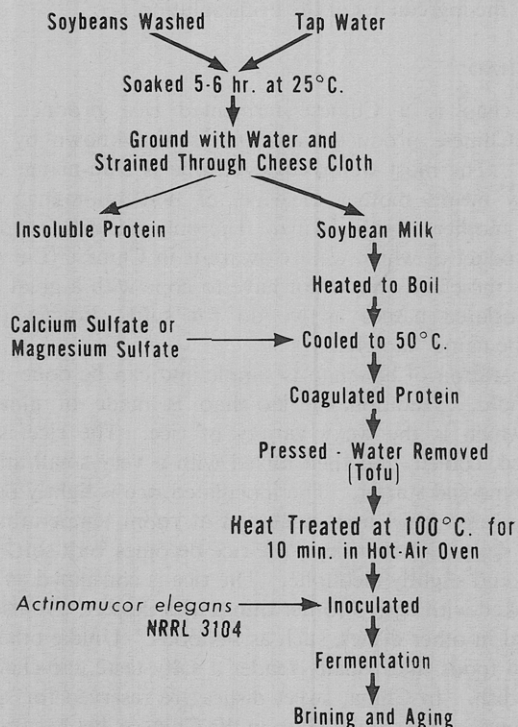 Soybeans Washed
Tap Water
Soaked 5-6 hr. at 25°C.
Ground with Water and
Strained Through Cheese Cloth
Insoluble Protein
Soybean Milk
Heated to Boil
Calcium Sulfate or
Magnesium Sulfate
Cooled to 50°C.
Coagulated Protein
Pressed - Water Removed
(Tofu)
Heat Treated at 100°C. for
10 min. in Hot-Air Oven
Actinomucor elegans
NRRL 3104
Inoculated
Fermentation
Brining and Aging